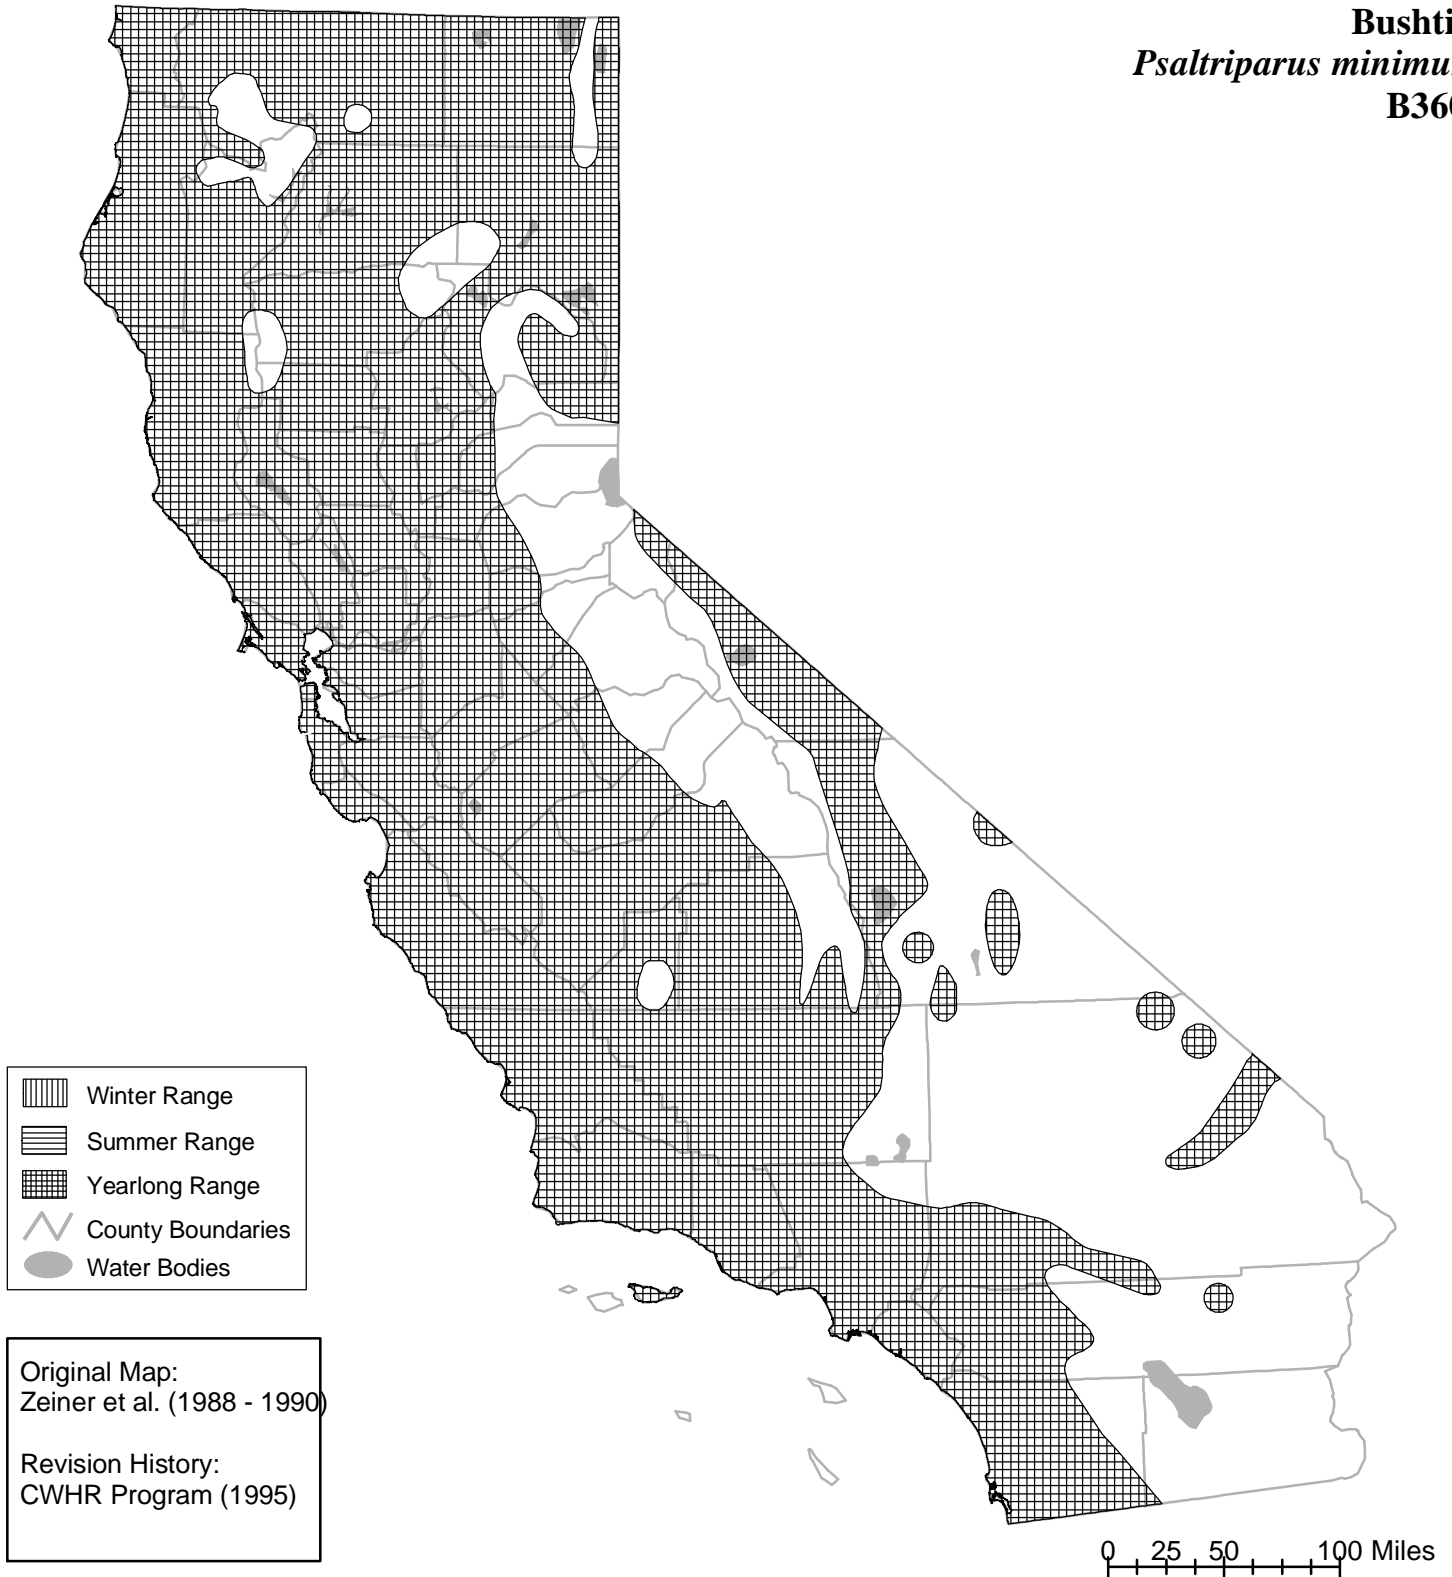 Bushti
Psaltriparus minimu
B36
Winter Range
Summer Range
Yearlong Range
County Boundaries
Water Bodies
Original Map:
Zeiner et al. (1988 - 1990)
Revision History:
CWHR Program (1995)
0 25 50 100 Miles